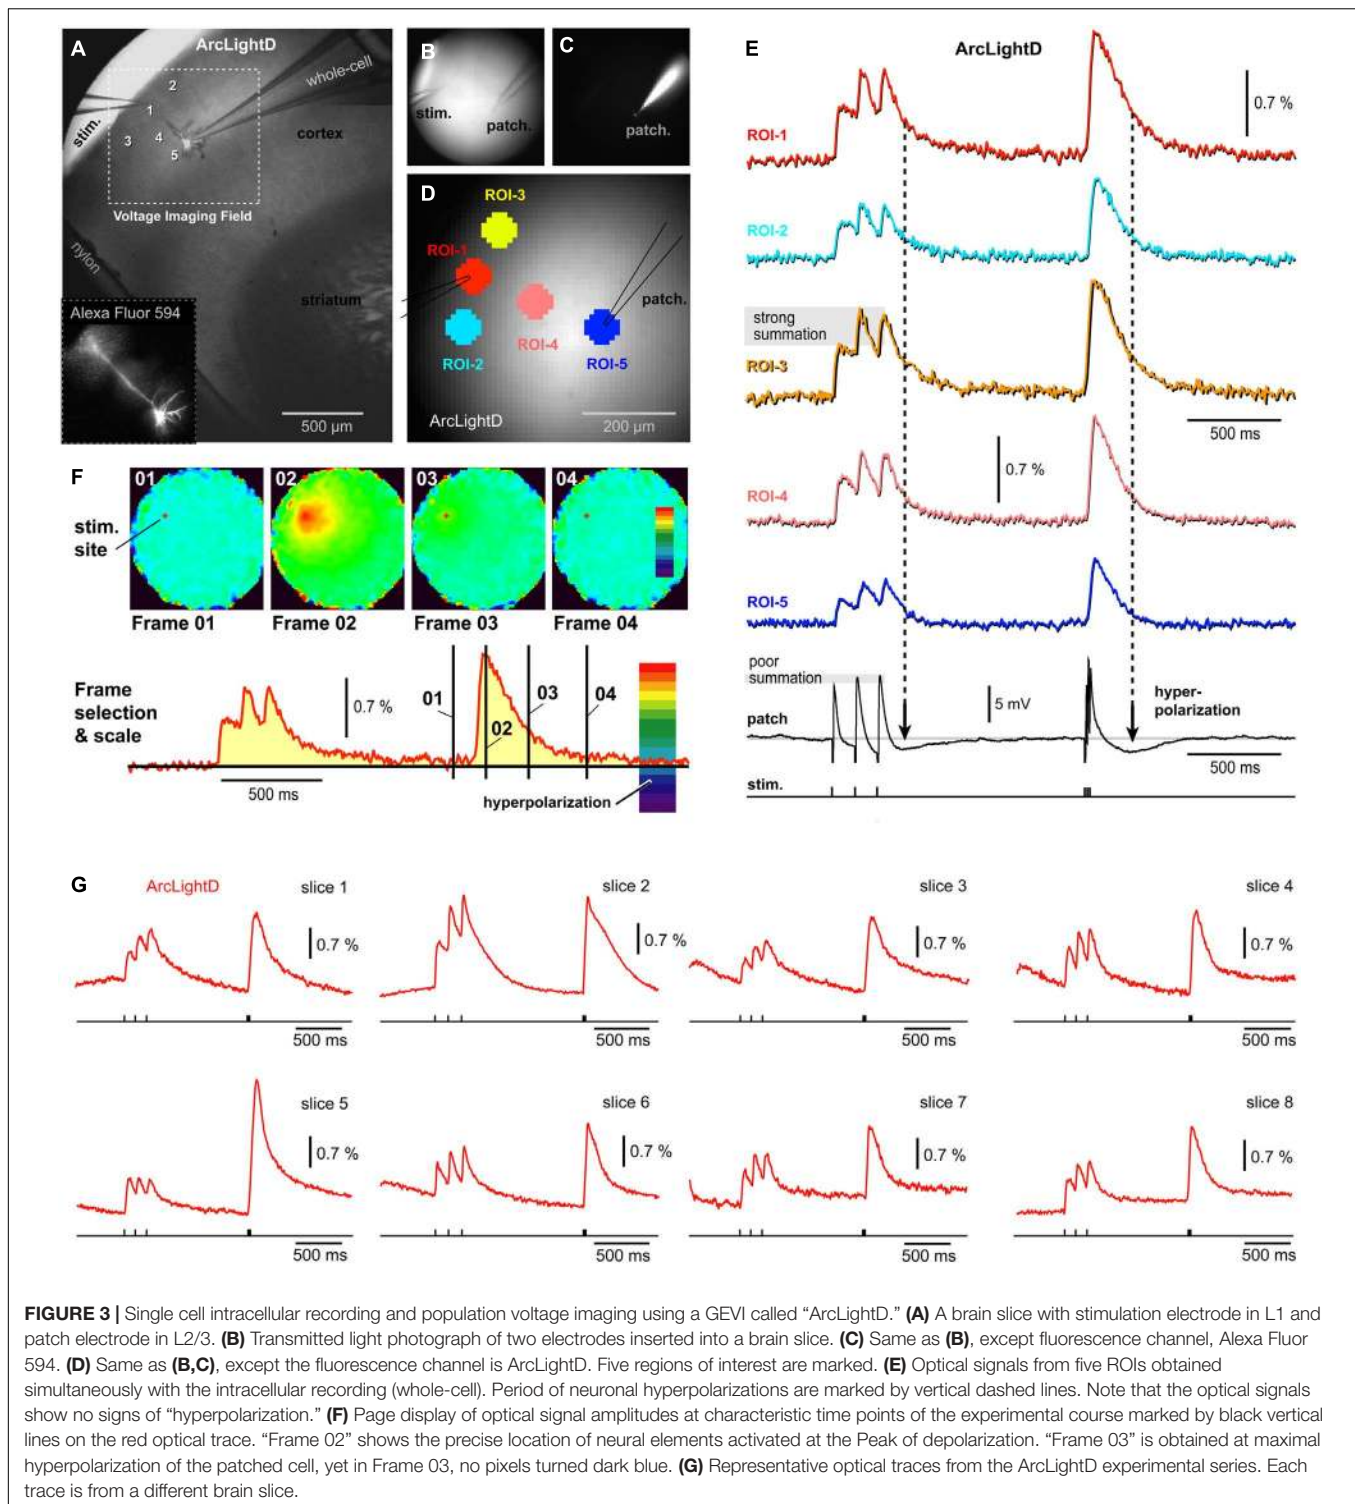 A
ArcLightD
whole-cell
2
1
stim.
3
4
5
cortex
Voltage Imaging Field
nylon
striatum
Alexa Fluor 594
500 µm
B
stim.
patch.
C
patch.
D
ROI-3
ROI-1
patch.
ROI-2
ROI-4
ROI-5
ArcLightD
200 µm
E
ArcLightD
0.7 %
ROI-1
ROI-2
strong
summation
ROI-3
500 ms
0.7 %
ROI-4
ROI-5
poor
summation
5 mV
hyper-
polarization
patch
500 ms
stim.
F
01
02
03
04
stim.
site
Frame 01
Frame 02
Frame 03
Frame 04
Frame
selection
& scale
0.7 %
01
02
03
04
500 ms
hyperpolarization
G
ArcLightD
slice 1
0.7 %
500 ms
slice 2
0.7 %
500 ms
slice 3
0.7 %
500 ms
slice 4
0.7 %
500 ms
slice 5
0.7 %
500 ms
slice 6
0.7 %
500 ms
slice 7
0.7 %
500 ms
slice 8
0.7 %
500 ms
FIGURE 3 | Single cell intracellular recording and population voltage imaging using a GEVI called “ArcLightD.” (A) A brain slice with stimulation electrode in L1 and
patch electrode in L2/3. (B) Transmitted light photograph of two electrodes inserted into a brain slice. (C) Same as (B), except fluorescence channel, Alexa Fluor
594. (D) Same as (B,C), except the fluorescence channel is ArcLightD. Five regions of interest are marked. (E) Optical signals from five ROIs obtained
simultaneously with the intracellular recording (whole-cell). Period of neuronal hyperpolarizations are marked by vertical dashed lines. Note that the optical signals
show no signs of “hyperpolarization.” (F) Page display of optical signal amplitudes at characteristic time points of the experimental course marked by black vertical
lines on the red optical trace. “Frame 02” shows the precise location of neural elements activated at the Peak of depolarization. “Frame 03” is obtained at maximal
hyperpolarization of the patched cell, yet in Frame 03, no pixels turned dark blue. (G) Representative optical traces from the ArcLightD experimental series. Each
trace is from a different brain slice.